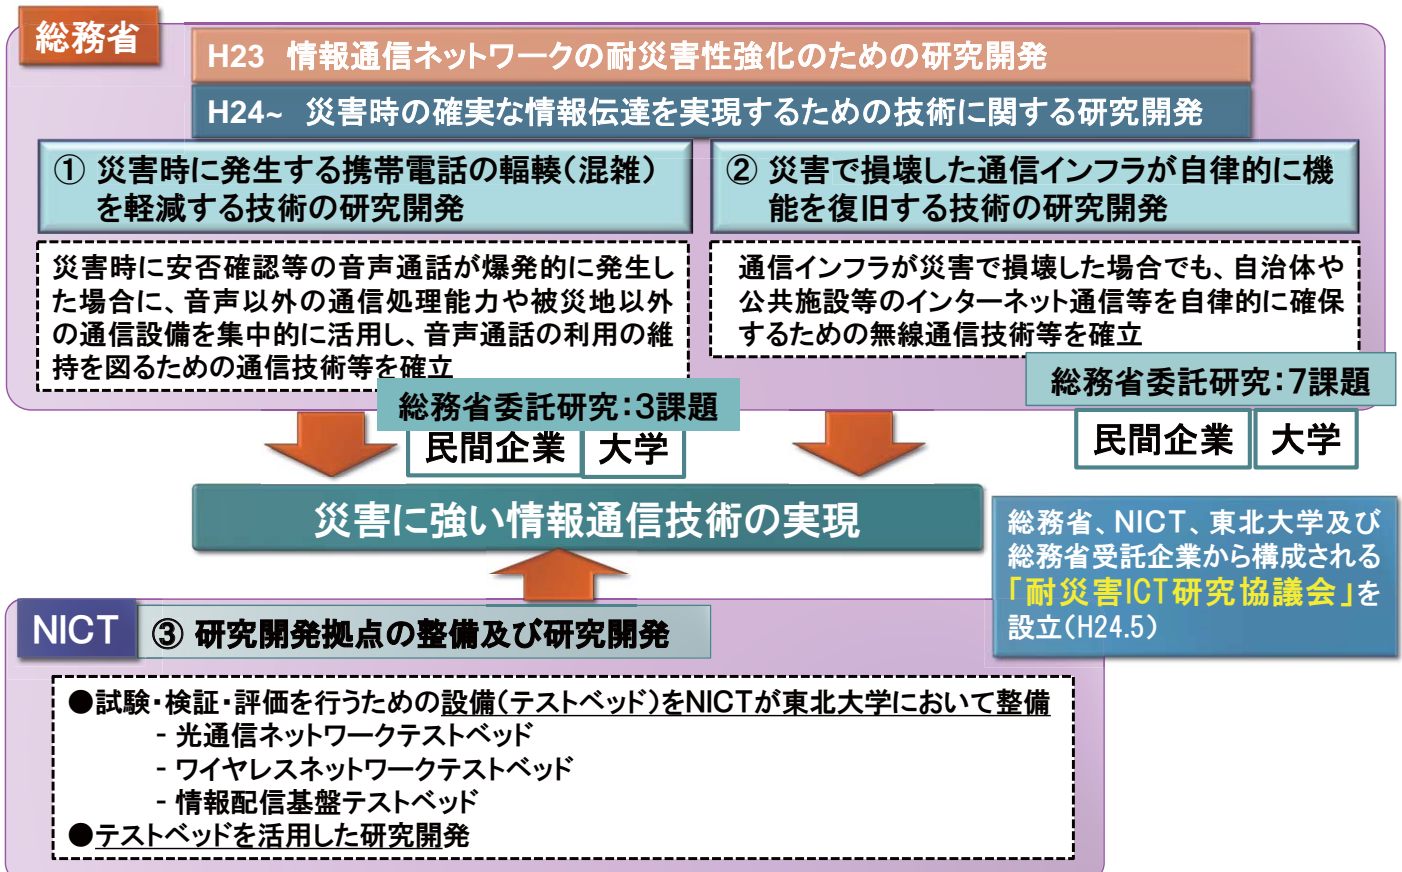 総務省
H23 情報通信ネットワークの耐災害性強化のための研究開発
H24~ 災害時の確実な情報伝達を実現するための技術に関する研究開発
① 災害時に発生する携帯電話の輻輳(混雑)
を軽減する技術の研究開発
災害時に安否確認等の音声通話が爆発的に発生し
た場合に、音声以外の通信処理能力や被災地以外
の通信設備を集中的に活用し、音声通話の利用の維
持を図るための通信技術等を確立
総務省委託研究:3課題
民間企業 大学
② 災害で損壊した通信インフラが自律的に機
能を復旧する技術の研究開発
通信インフラが災害で損壊した場合でも、自治体や
公共施設等のインターネット通信等を自律的に確保
するための無線通信技術等を確立
総務省委託研究:7課題
民間企業 大学
災害に強い情報通信技術の実現
総務省、NICT、東北大学及び
総務省受託企業から構成される
「耐災害ICT研究協議会」を
設立(H24.5)
NICT
③ 研究開発拠点の整備及び研究開発
●試験・検証・評価を行うための設備(テストベッド)をNICTが東北大学において整備
- 光通信ネットワークテストベッド
- ワイヤレスネットワークテストベッド
- 情報配信基盤テストベッド
●テストベッドを活用した研究開発